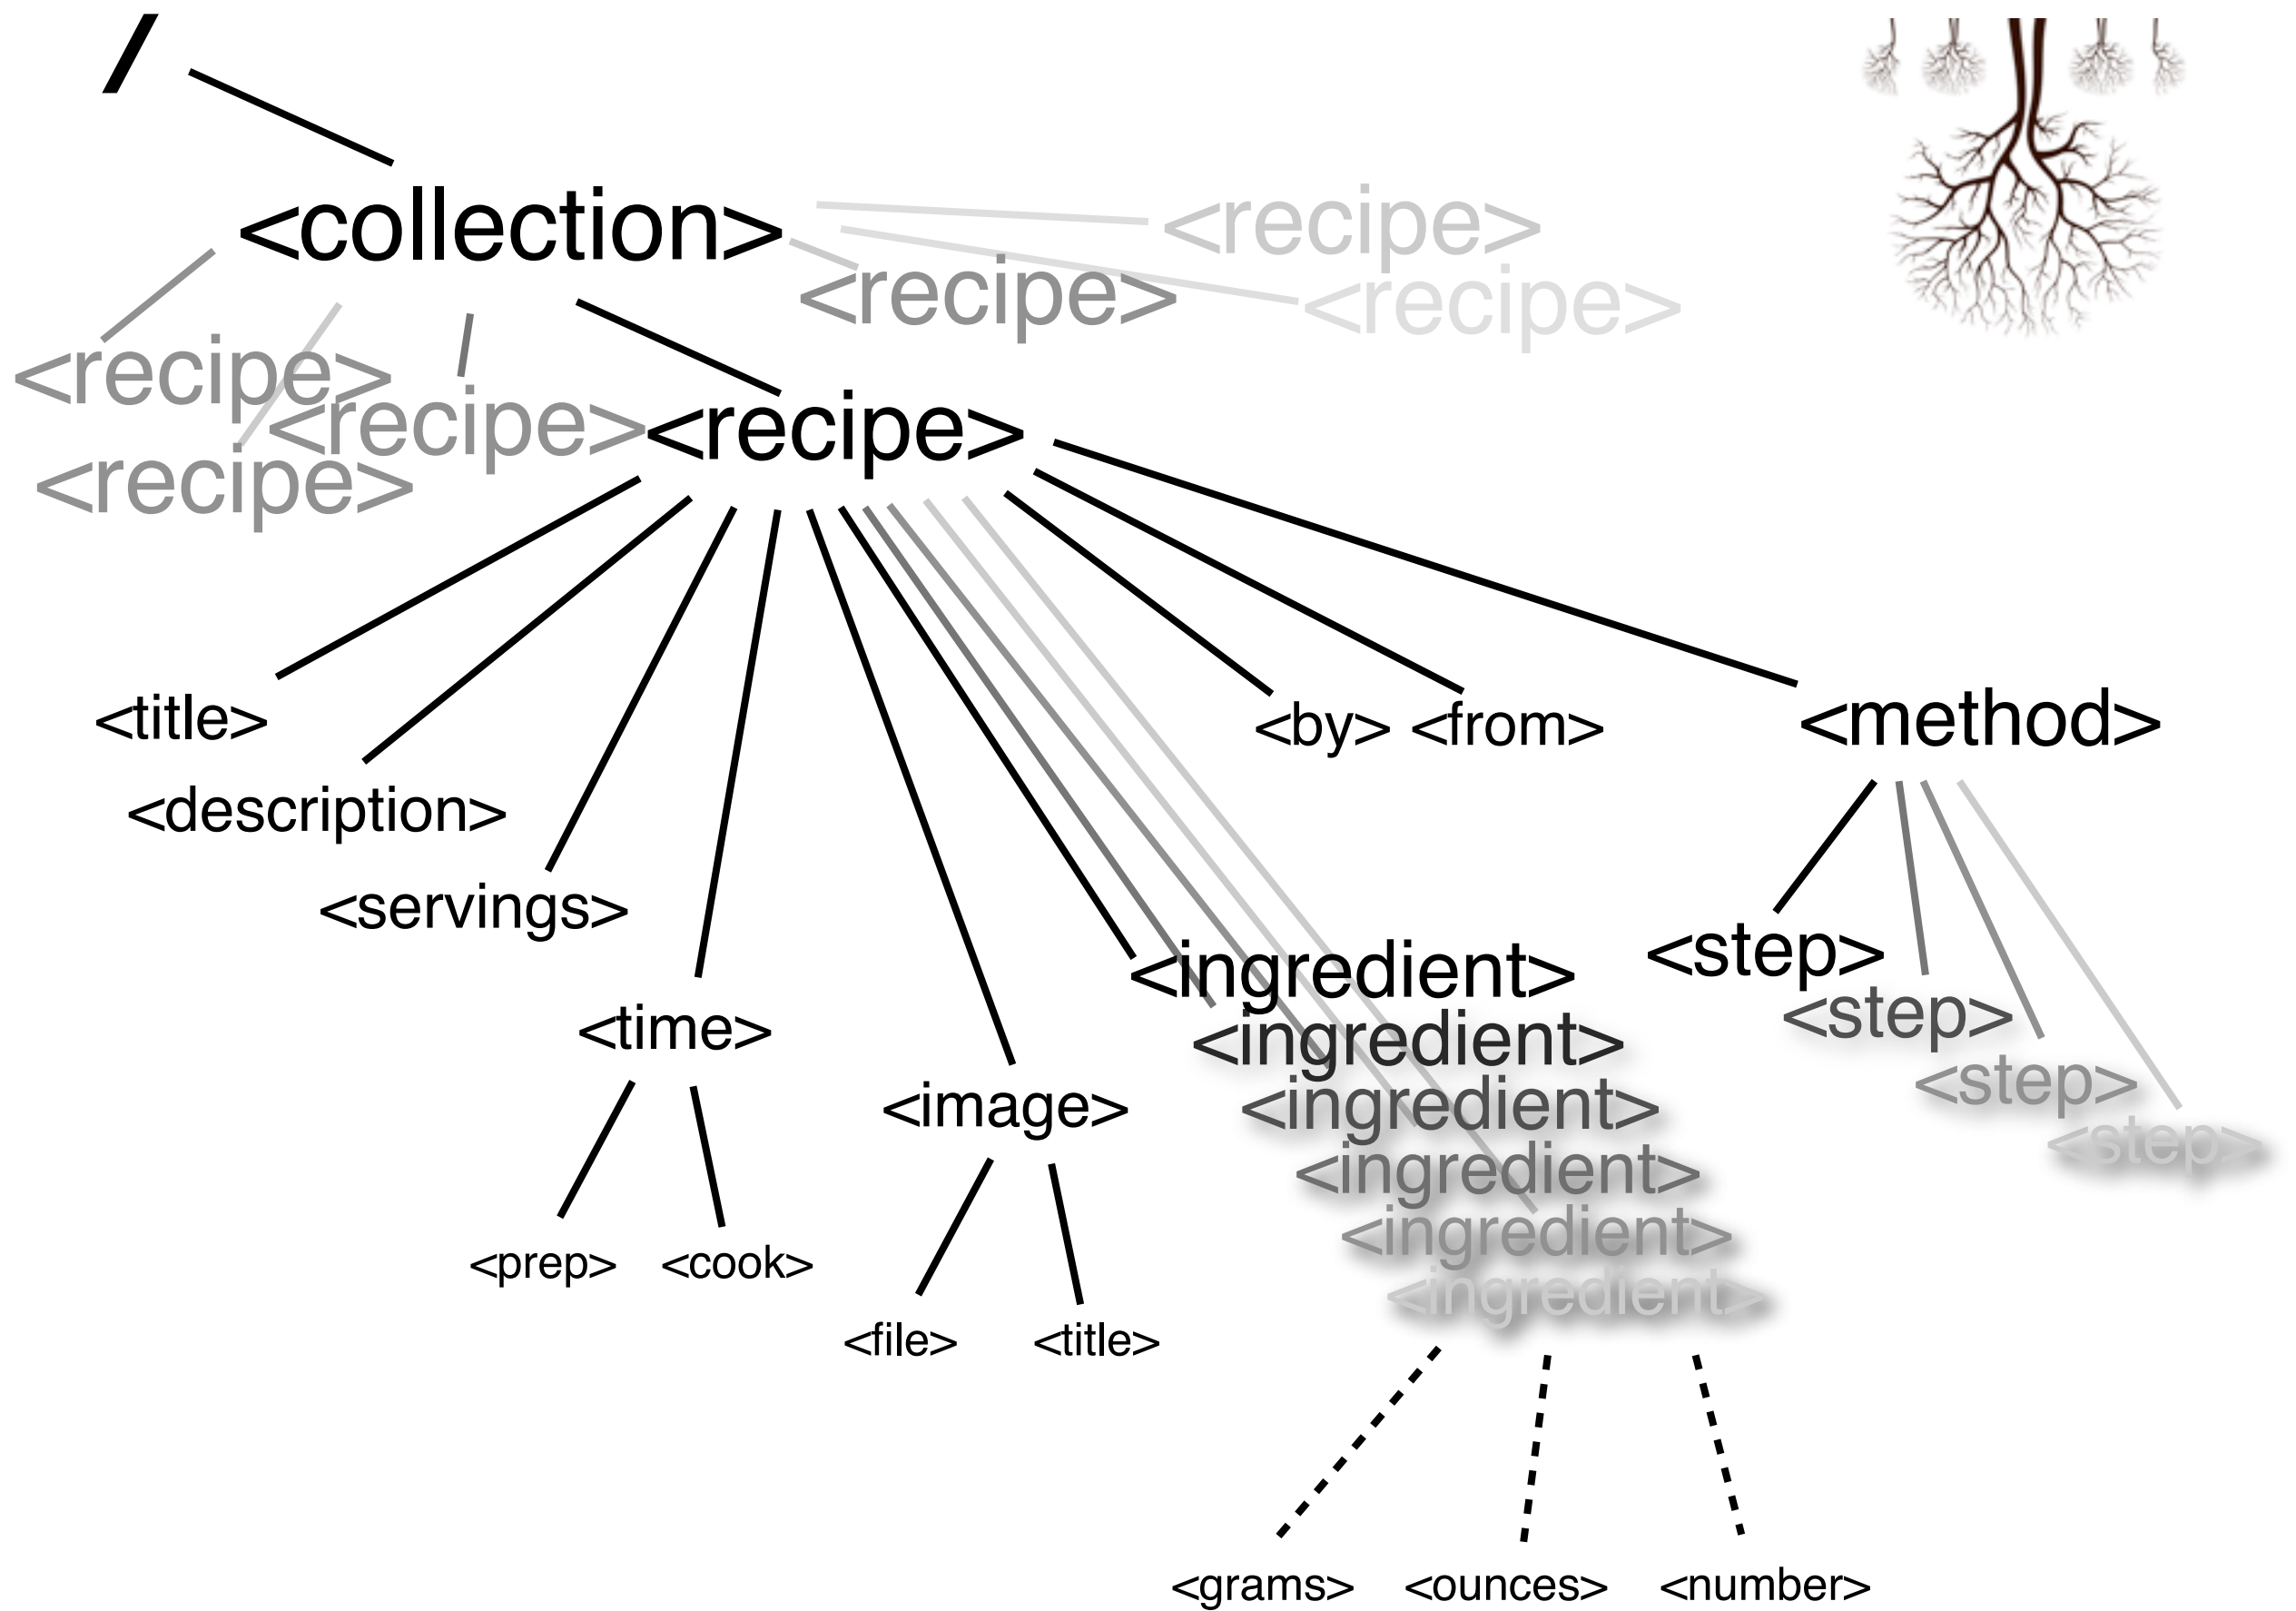 /
<collection>
<recipe>
<recipe>
<recipe>
<recipe>
<recipe>
<recipe>
<recipe>
<title>
<by> <from>
<method>
<description>
<servings>
<step>
<ingredient>
<step>
<time>
<ingredient>
<step>
<image>
<ingredient>
<step>
<ingredient>
<ingredient>
<prep> <cook>
<ingredient>
<file> <title>
<grams> <ounces> <number>